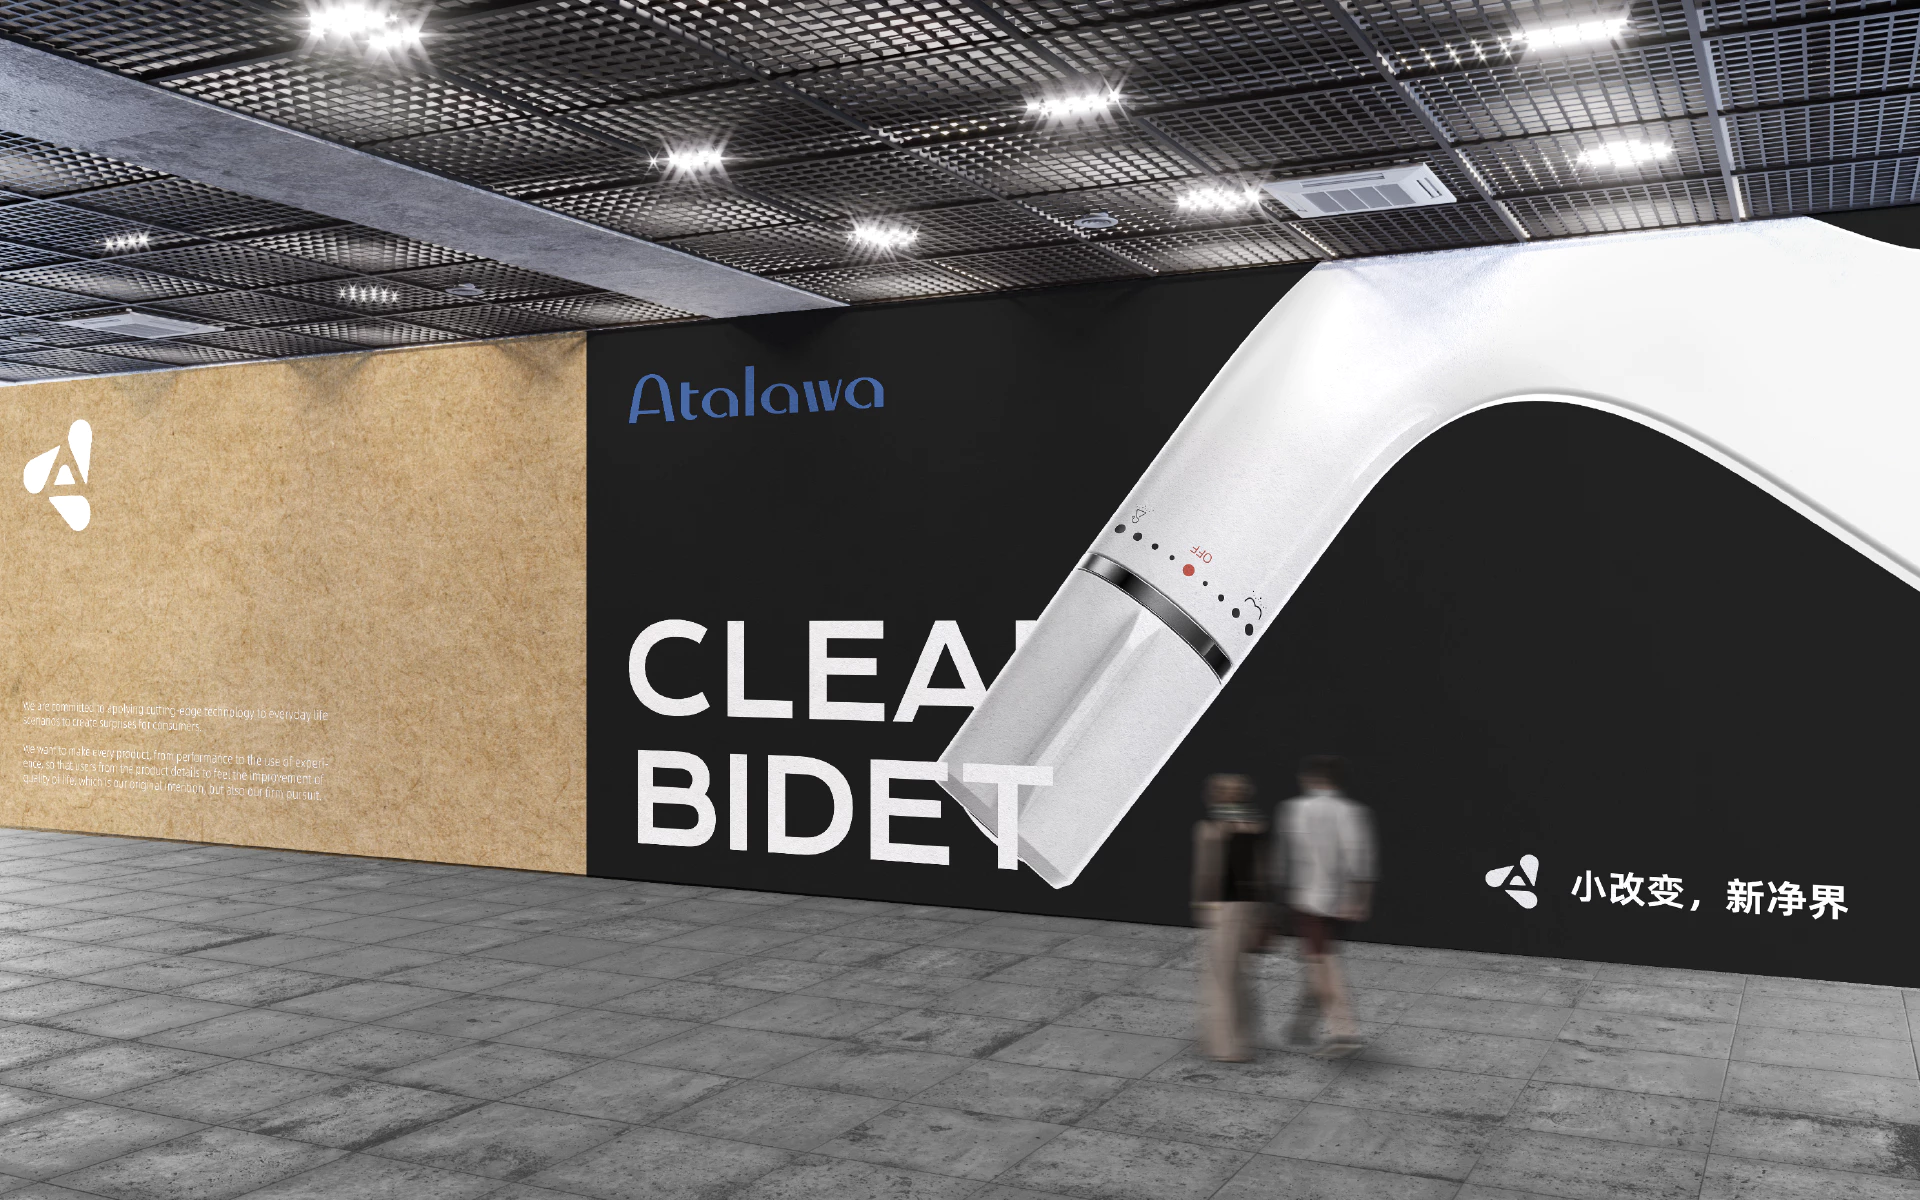 We are committed to applying cutting-edge technology to everyday life
scenarios to create surprises for consumers.
We want to make every product, from performance to the use of experi-
ence, so that users from the product details to feel the improvement of
quality of life, which is our original intention, but also our firm pursuit.
Atalawa
OFF
CLEA
BIDET
小改变，新净界